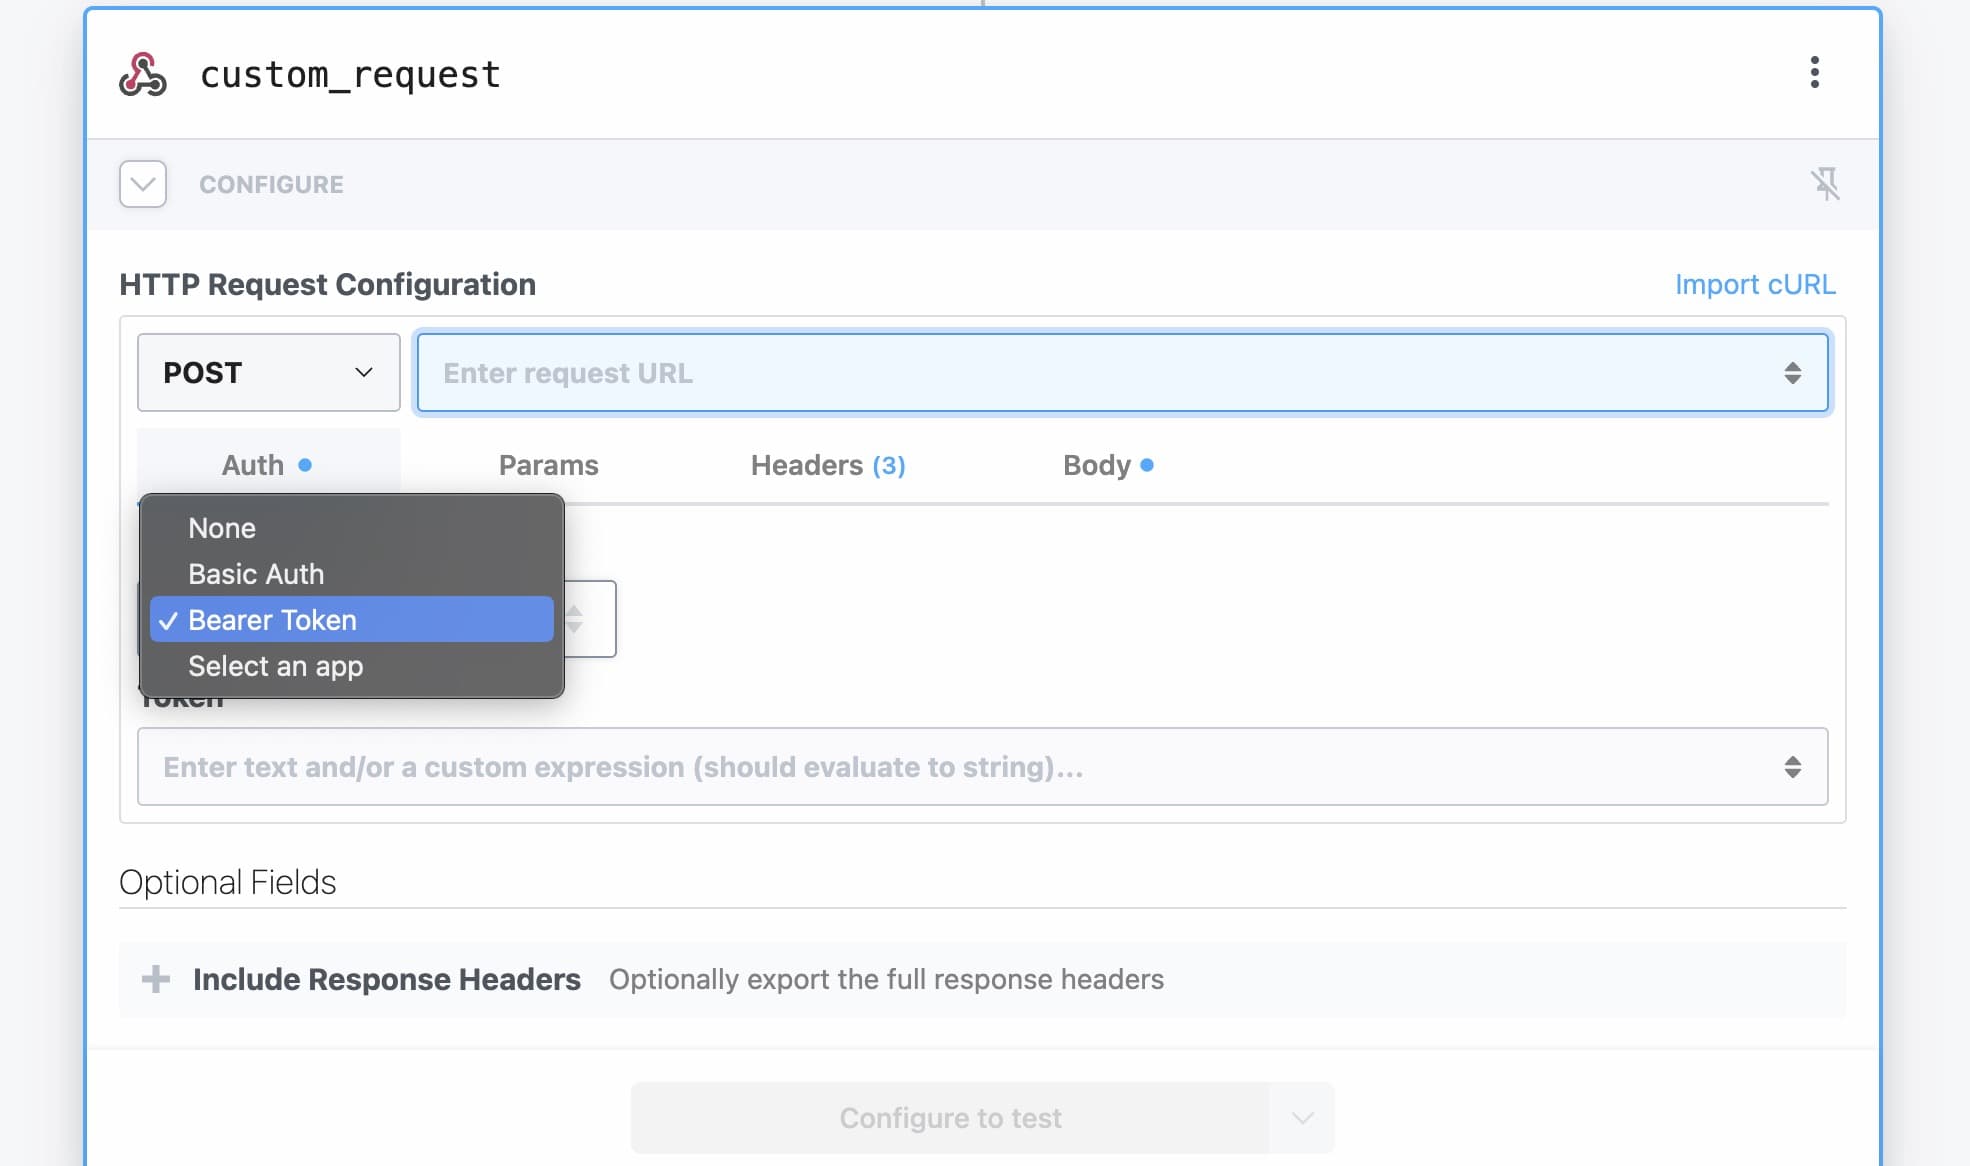 custom_request
CONFIGURE
HTTP Request Configuration
Import cURL
POST
Enter request URL
Auth
Params
Headers (3)
Body
None
Basic Auth
✓ Bearer Token
Select an app
Token
Enter text and/or a custom expression (should evaluate to string)...
Optional Fields
Include Response Headers Optionally export the full response headers
Configure to test